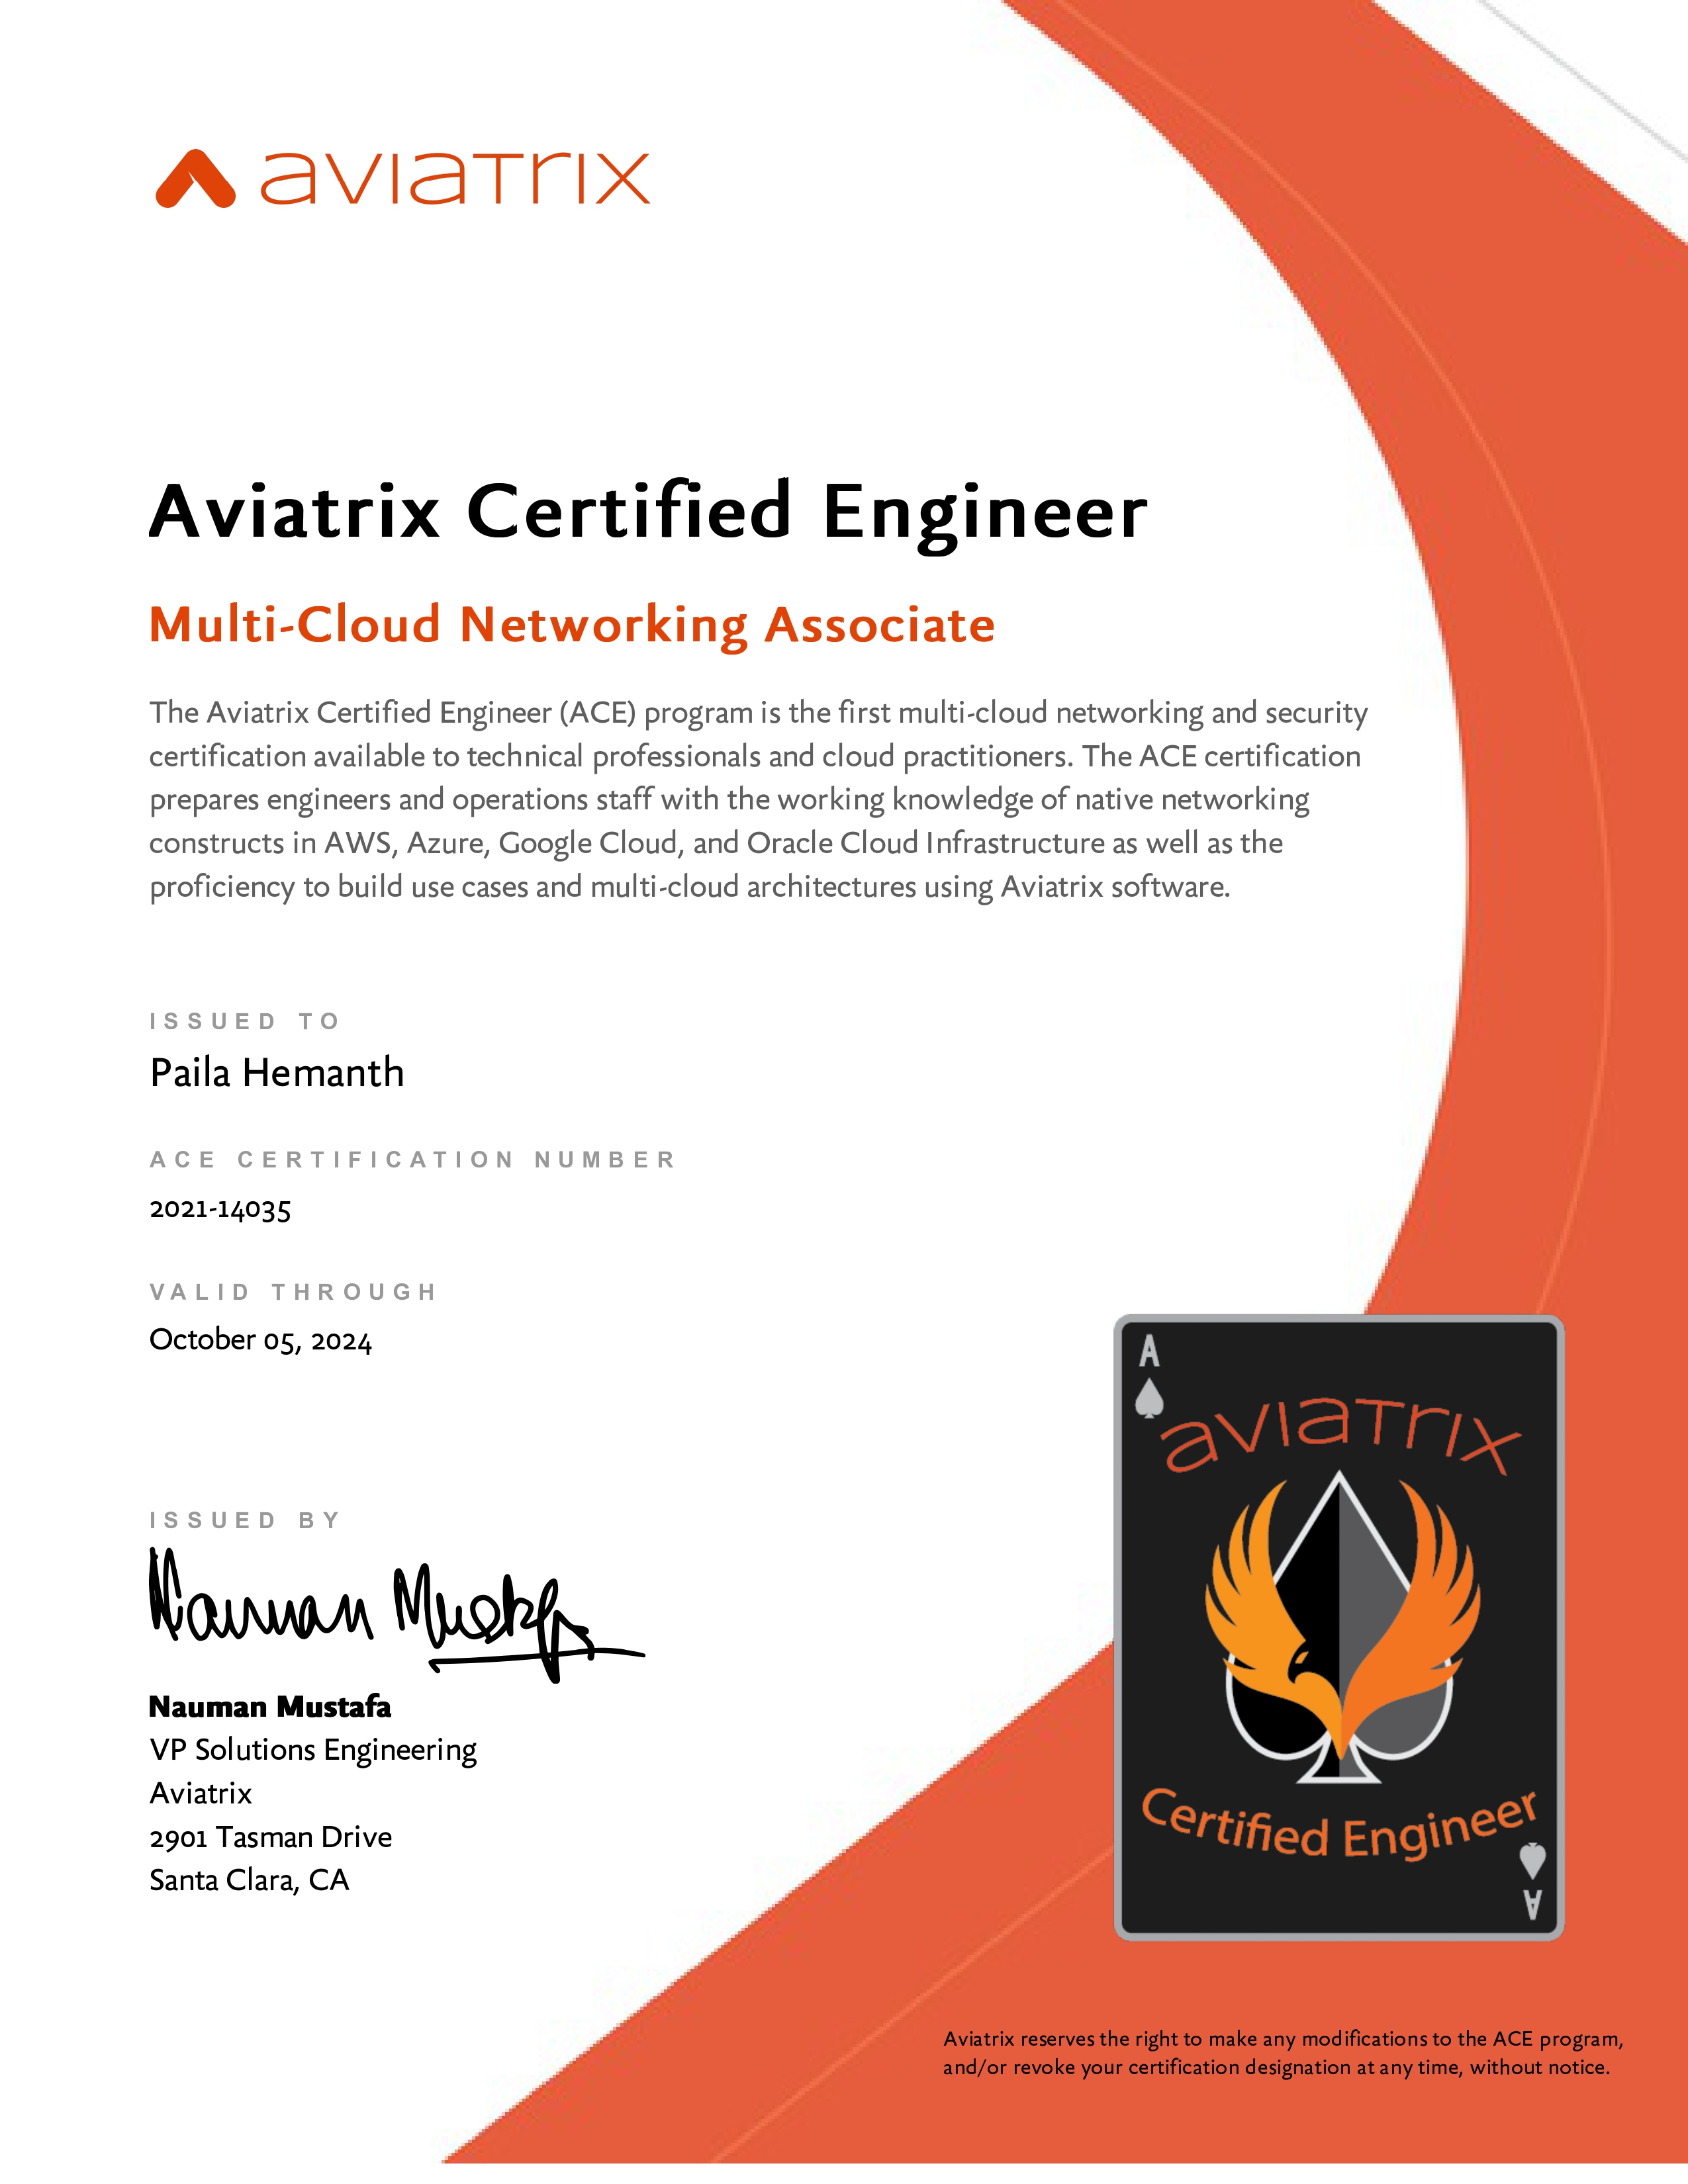 aviatrix
Aviatrix Certified Engineer
Multi-Cloud Networking Associate
The Aviatrix Certified Engineer (ACE) program is the first multi-cloud networking and security
certification available to technical professionals and cloud practitioners. The ACE certification
prepares engineers and operations staff with the working knowledge of native networking
constructs in AWS, Azure, Google Cloud, and Oracle Cloud Infrastructure as well as the
proficiency to build use cases and multi-cloud architectures using Aviatrix software.
ISSUED TO
Paila Hemanth
ACE CERTIFICATION NUMBER
2021-14035
VALID THROUGH
October 05, 2024
ISSUED BY
Nauman Mustafa
Nauman Mustafa
VP Solutions Engineering
Aviatrix
2901 Tasman Drive
Santa Clara, CA
A
aviatrix
Certified Engineer
A
Aviatrix reserves the right to make any modifications to the ACE program,
and/or revoke your certification designation at any time, without notice.